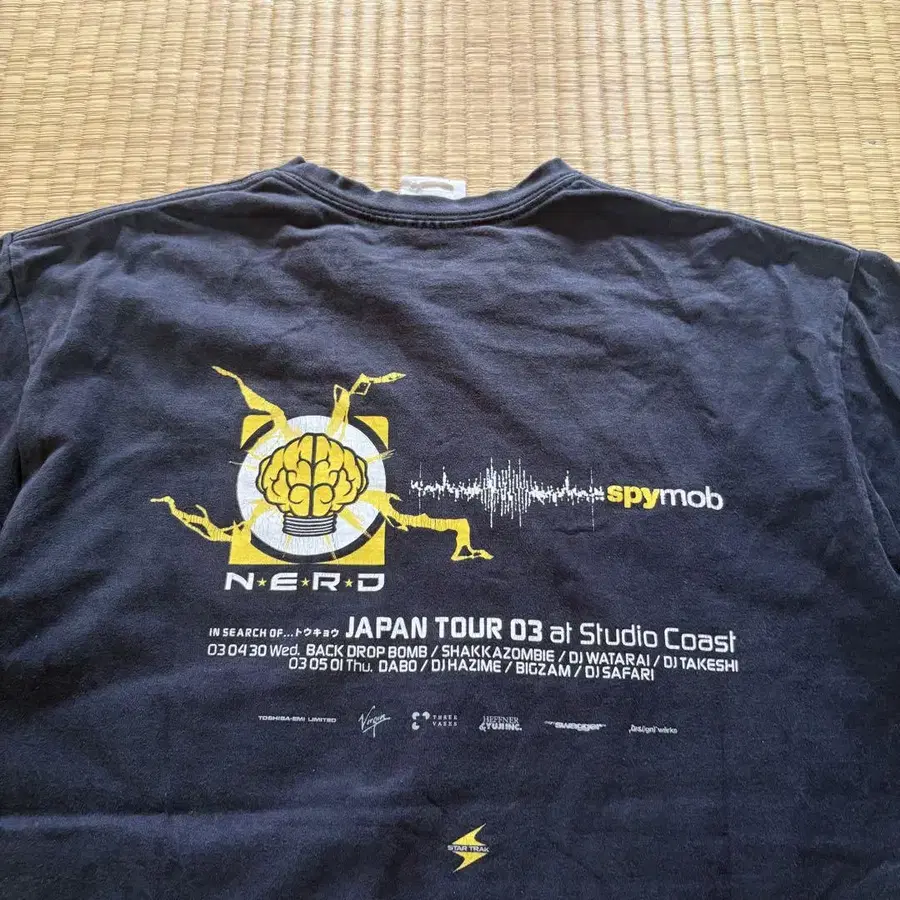 spymob
N★E★R★D
IN SEARCH OF...トウキョウ JAPAN TOUR 03 at Studio Coast
03 04 30 Wed. BACK DROP BOMB / SHAKKAZOMBIE / DJ WATARAI / DJ TAKESHI
03 05 01 Thu. DABO / DJ HAZIME / BIGZAM / DJ SAFARI
TOSHIBA-EMI LIMITED Virgin THREE VASES HEFFNER &YUJI INC. swagger
STAR TRAK